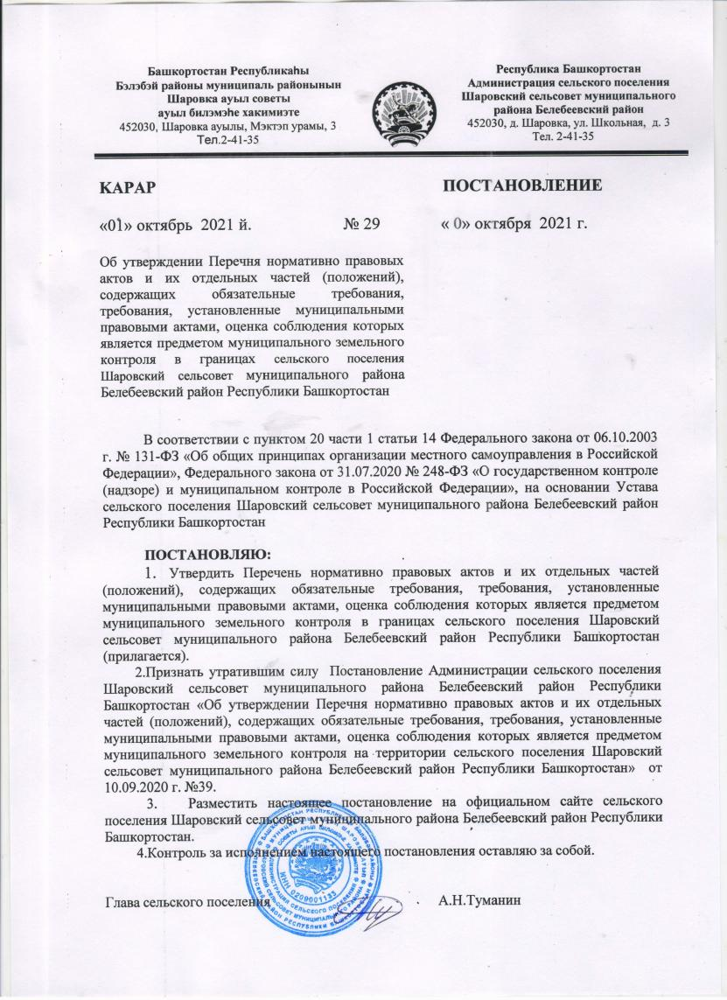 Башкортостан Республикаһы
Бэлэбэй районы муниципаль районынын
Шаровка ауыл советы
ауыл билэмэһе хакимиэте
452030, Шаровка ауылы, Мэктэп урамы, 3
Тел.2-41-35
Республика Башкортостан
Администрация сельского поселения
Шаровский сельсовет муниципального
района Белебеевский район
452030, д. Шаровка, ул. Школьная, д. 3
Тел. 2-41-35
КАРАР
ПОСТАНОВЛЕНИЕ
«01» октябрь 2021 й.
№ 29
« 0» октября 2021 г.
Об утверждении Перечня нормативно правовых
актов и их отдельных частей (положений),
содержащих обязательные требования,
требования, установленные муниципальными
правовыми актами, оценка соблюдения которых
является предметом муниципального земельного
контроля в границах сельского поселения
Шаровский сельсовет муниципального района
Белебеевский район Республики Башкортостан
В соответствии с пунктом 20 части 1 статьи 14 Федерального закона от 06.10.2003
г. № 131-ФЗ «Об общих принципах организации местного самоуправления в Российской
Федерации», Федерального закона от 31.07.2020 № 248-ФЗ «О государственном контроле
(надзоре) и муниципальном контроле в Российской Федерации», на основании Устава
сельского поселения Шаровский сельсовет муниципального района Белебеевский район
Республики Башкортостан
ПОСТАНОВЛЯЮ:
1. Утвердить Перечень нормативно правовых актов и их отдельных частей
(положений), содержащих обязательные требования, требования, установленные
муниципальными правовыми актами, оценка соблюдения которых является предметом
муниципального земельного контроля в границах сельского поселения Шаровский
сельсовет муниципального района Белебеевский район Республики Башкортостан
(прилагается).
2.Признать утратившим силу Постановление Администрации сельского поселения
Шаровский сельсовет муниципального района Белебеевский район Республики
Башкортостан «Об утверждении Перечня нормативно правовых актов и их отдельных
частей (положений), содержащих обязательные требования, требования, установленные
муниципальными правовыми актами, оценка соблюдения которых является предметом
муниципального земельного контроля на территории сельского поселения Шаровский
сельсовет муниципального района Белебеевский район Республики Башкортостан» от
10.09.2020 г. №39.
3. Разместить настоящее постановление на официальном сайте сельского
поселения Шаровский сельсовет муниципального района Белебеевский район Республики
Башкортостан.
4.Контроль за исполнением настоящего постановления оставляю за собой.
ИНН 0209001133
Глава сельского поселения
А.Н.Туманин